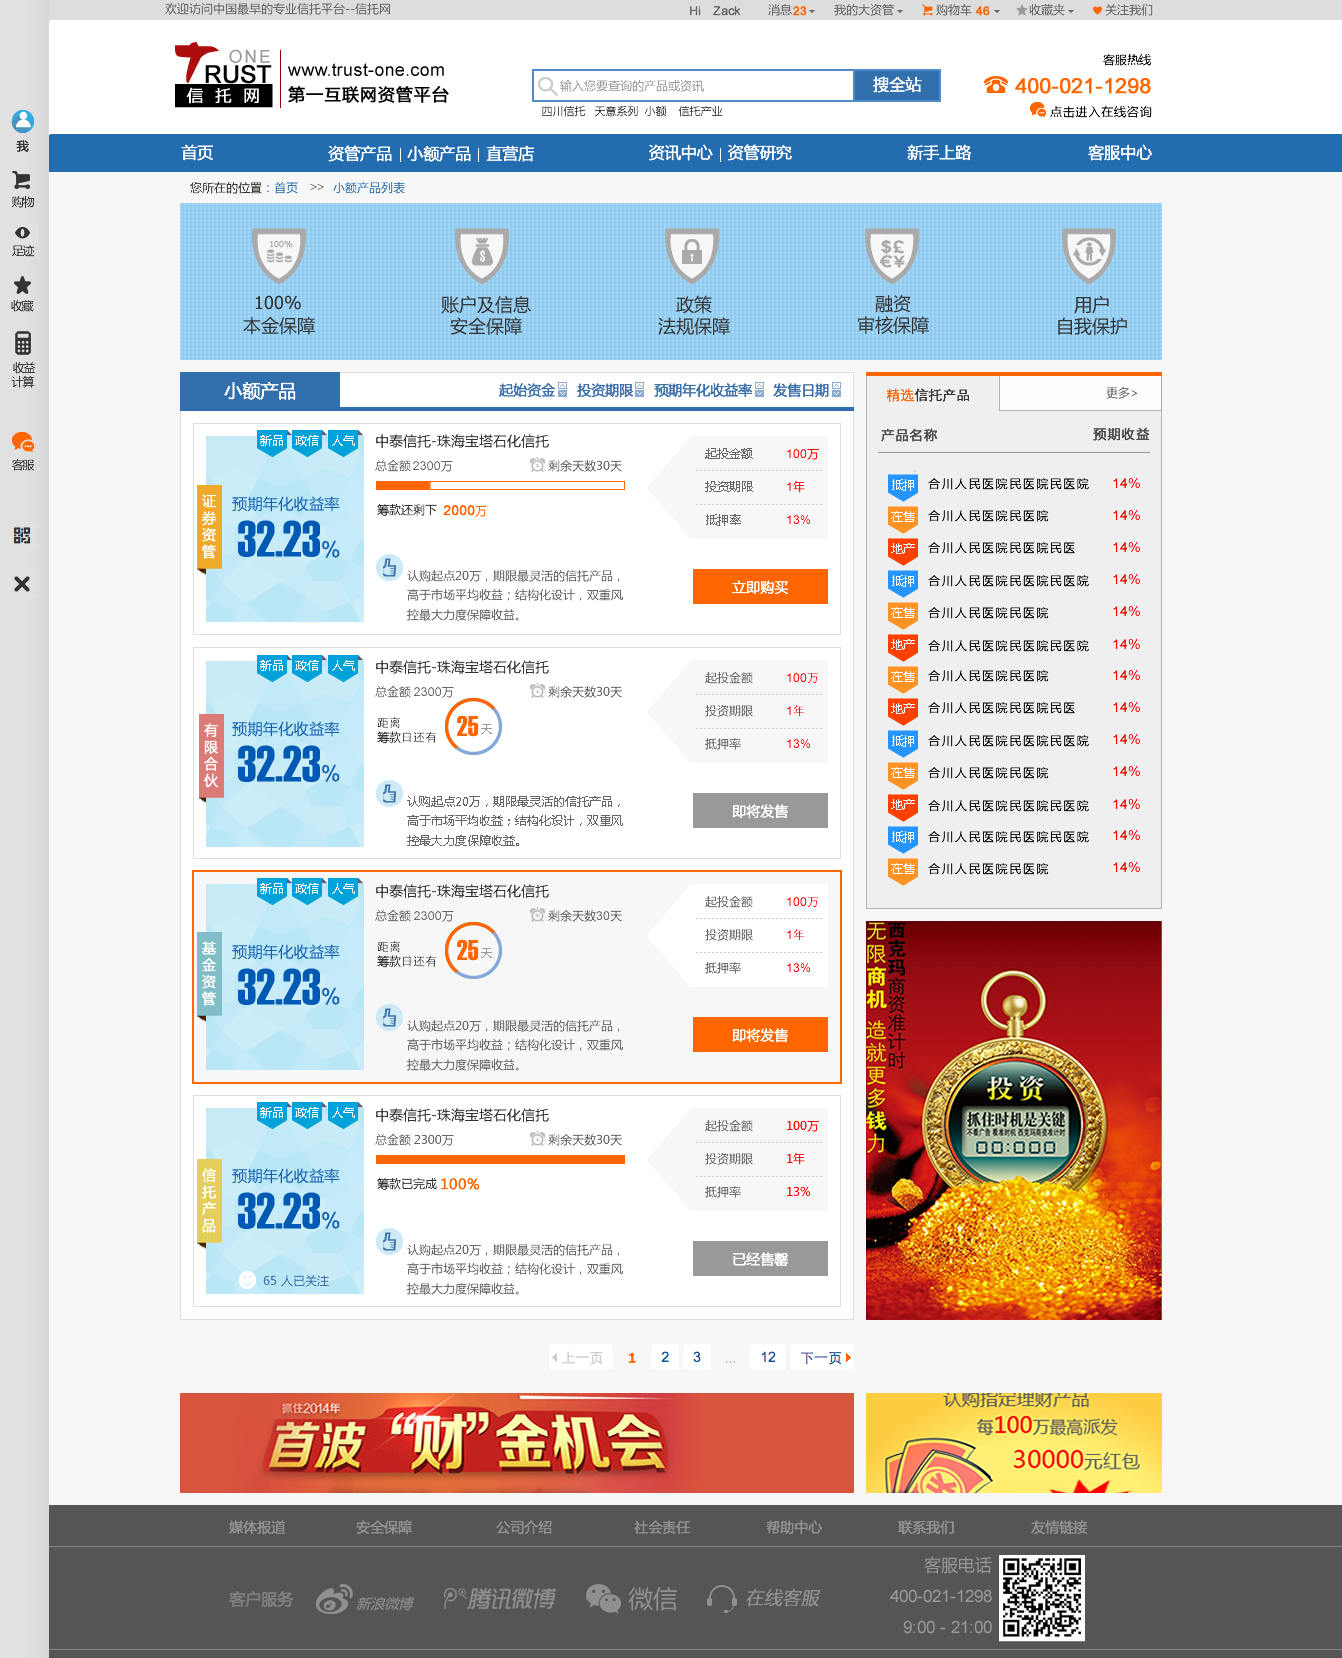 欢迎访问中国最早的专业信托平台--信托网
Hi Zack 消息23 我的大资管 购物车 46 收藏夹 关注我们
ONE
TRUST
信托网
www.trust-one.com
第一互联网资管平台
输入您要查询的产品或资讯
搜全站
四川信托 天意系列 小额 信托产业
客服热线
400-021-1298
点击进入在线咨询
首页 资管产品 | 小额产品 | 直营店 资讯中心 | 资管研究 新手上路 客服中心
我
购物
足迹
收藏
收益
计算
客服
您所在的位置：首页 >> 小额产品列表
100%
100%
本金保障
账户及信息
安全保障
政策
法规保障
$£
€¥
融资
审核保障
用户
自我保护
小额产品
起始资金 投资期限 预期年化收益率 发售日期
新品 政信 人气
证券资管
预期年化收益率
32.23%
中泰信托-珠海宝塔石化信托
总金额2300万 剩余天数30天
筹款还剩下 2000万
认购起点20万，期限最灵活的信托产品，
高于市场平均收益；结构化设计，双重风
控最大力度保障收益。
起投金额 100万
投资期限 1年
抵押率 13%
立即购买
新品 政信 人气
有限合伙
预期年化收益率
32.23%
中泰信托-珠海宝塔石化信托
总金额 2300万 剩余天数30天
距离
筹款日还有
25天
认购起点20万，期限最灵活的信托产品，
高于市场平均收益；结构化设计，双重风
控最大力度保障收益。
起投金额 100万
投资期限 1年
抵押率 13%
即将发售
新品 政信 人气
基金资管
预期年化收益率
32.23%
中泰信托-珠海宝塔石化信托
总金额 2300万 剩余天数30天
距离
筹款日还有
25天
认购起点20万，期限最灵活的信托产品，
高于市场平均收益；结构化设计，双重风
控最大力度保障收益。
起投金额 100万
投资期限 1年
抵押率 13%
即将发售
新品 政信 人气
信托产品
预期年化收益率
32.23%
65 人已关注
中泰信托-珠海宝塔石化信托
总金额 2300万 剩余天数30天
筹款已完成 100%
认购起点20万，期限最灵活的信托产品，
高于市场平均收益；结构化设计，双重风
控最大力度保障收益。
起投金额 100万
投资期限 1年
抵押率 13%
已经售罄
精选信托产品 更多>
产品名称 预期收益
抵押 合川人民医院民医院民医院 14%
在售 合川人民医院民医院 14%
地产 合川人民医院民医院民医 14%
抵押 合川人民医院民医院民医院 14%
在售 合川人民医院民医院 14%
地产 合川人民医院民医院民医院 14%
在售 合川人民医院民医院 14%
地产 合川人民医院民医院民医 14%
抵押 合川人民医院民医院民医院 14%
在售 合川人民医院民医院 14%
地产 合川人民医院民医院民医院 14%
抵押 合川人民医院民医院民医院 14%
在售 合川人民医院民医院 14%
西克玛商资准计时
无限商机 造就更多钱力
投资
抓住时机是关键
不看广告 看准时机 西克玛商资准计时
00:000
上一页 1 2 3 ... 12 下一页
抓住2014年
首波“财”金机会
认购指定理财产品
每100万最高派发
30000元红包
媒体报道 安全保障 公司介绍 社会责任 帮助中心 联系我们 友情链接
客户服务 新浪微博 腾讯微博 微信 在线客服
客服电话
400-021-1298
9:00 - 21:00